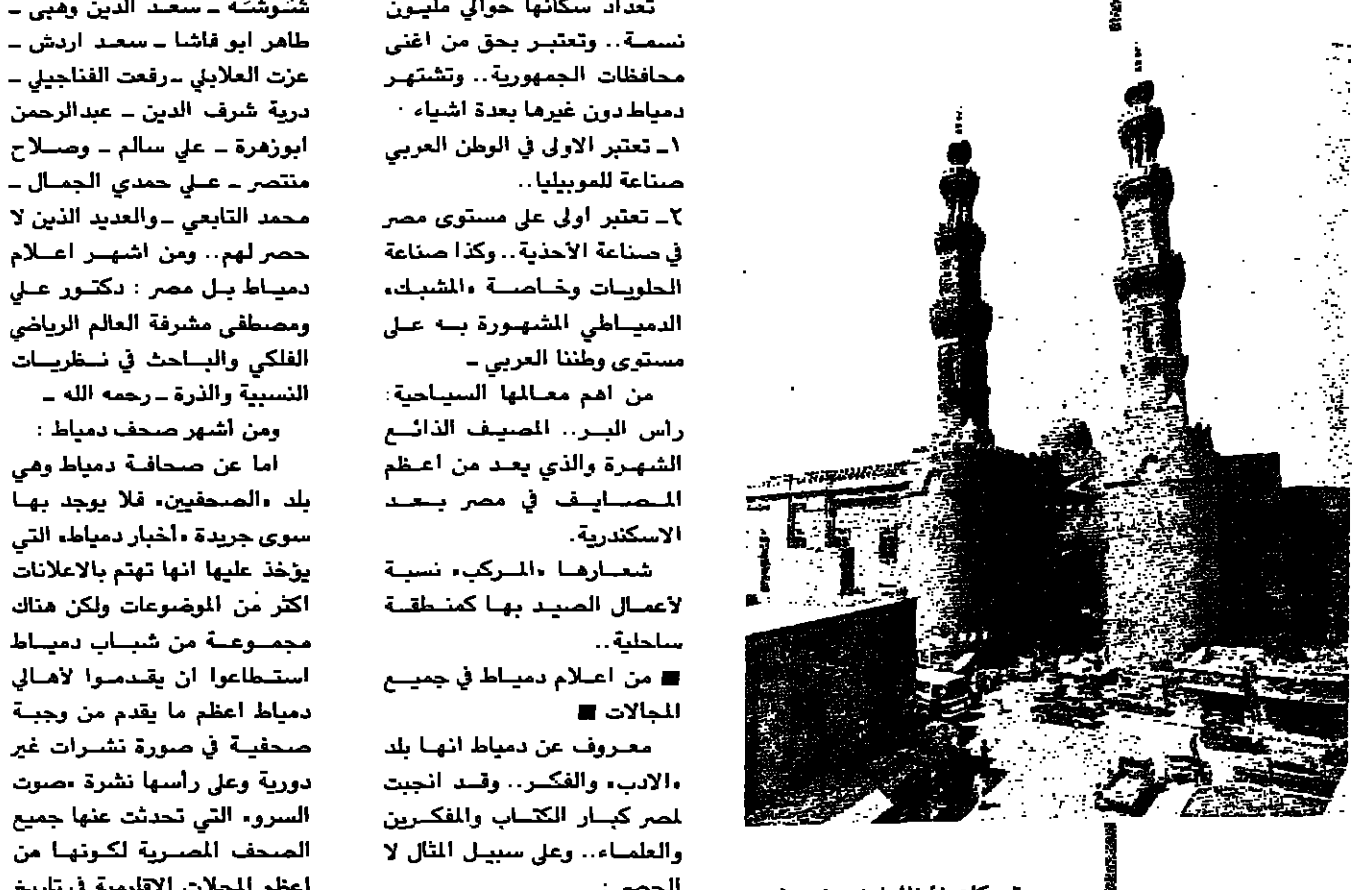 تعداد سكانها حوالي مليون
نسمة.. وتعتبر بحق من اغنى
محافظات الجمهورية.. وتشتهر
دمياط دون غيرها بعدة اشياء ٠
١ـ تعتبر الاولى في الوطن العربي
صناعة للموبيليا..
٢ـ تعتبر اولى على مستوى مصر
في صناعة الأحذية.. وكذا صناعة
الحلويات وخاصة «المشبك»
الدمياطي المشهورة به على
مستوى وطننا العربي ـ
من اهم معالمها السياحية:
رأس البر.. المصيف الذائع
الشهرة والذي يعد من اعظم
المصايف في مصر بعد
الاسكندرية.
شعارها «المركب» نسبة
لأعمال الصيد بها كمنطقة
ساحلية..
■ من اعلام دمياط في جميع
المجالات ■
معروف عن دمياط انها بلد
«الادب» والفكر.. وقد انجبت
لمصر كبار الكتاب والمفكرين
والعلماء.. وعلى سبيل المثال لا
الحصر:
شنوشه ـ سعد الدين وهبى ـ
طاهر ابو قاشا ـ سعد اردش ـ
عزت العلايلي ـ رفعت الفناجيلي ـ
درية شرف الدين ـ عبدالرحمن
ابوزهرة ـ علي سالم ـ وصلاح
منتصر ـ علي حمدي الجمال ـ
محمد التابعي ـ والعديد الذين لا
حصر لهم.. ومن اشهر اعلام
دمياط بل مصر : دكتور علي
ومصطفى مشرفة العالم الرياضي
الفلكي والباحث في نظريات
النسبية والذرة ـ رحمه الله ـ
ومن أشهر صحف دمياط :
اما عن صحافة دمياط وهي
بلد «الصحفيين» فلا يوجد بها
سوى جريدة «أخبار دمياط» التي
يؤخذ عليها انها تهتم بالاعلانات
اكثر من الموضوعات ولكن هناك
مجموعة من شباب دمياط
استطاعوا ان يقدموا لأهالي
دمياط اعظم ما يقدم من وجبة
صحفية في صورة نشرات غير
دورية وعلى رأسها نشرة «صوت
السرو» التي تحدثت عنها جميع
الصحف المصرية لكونها من
اعظم المجلات الاقليمية في تاريخ